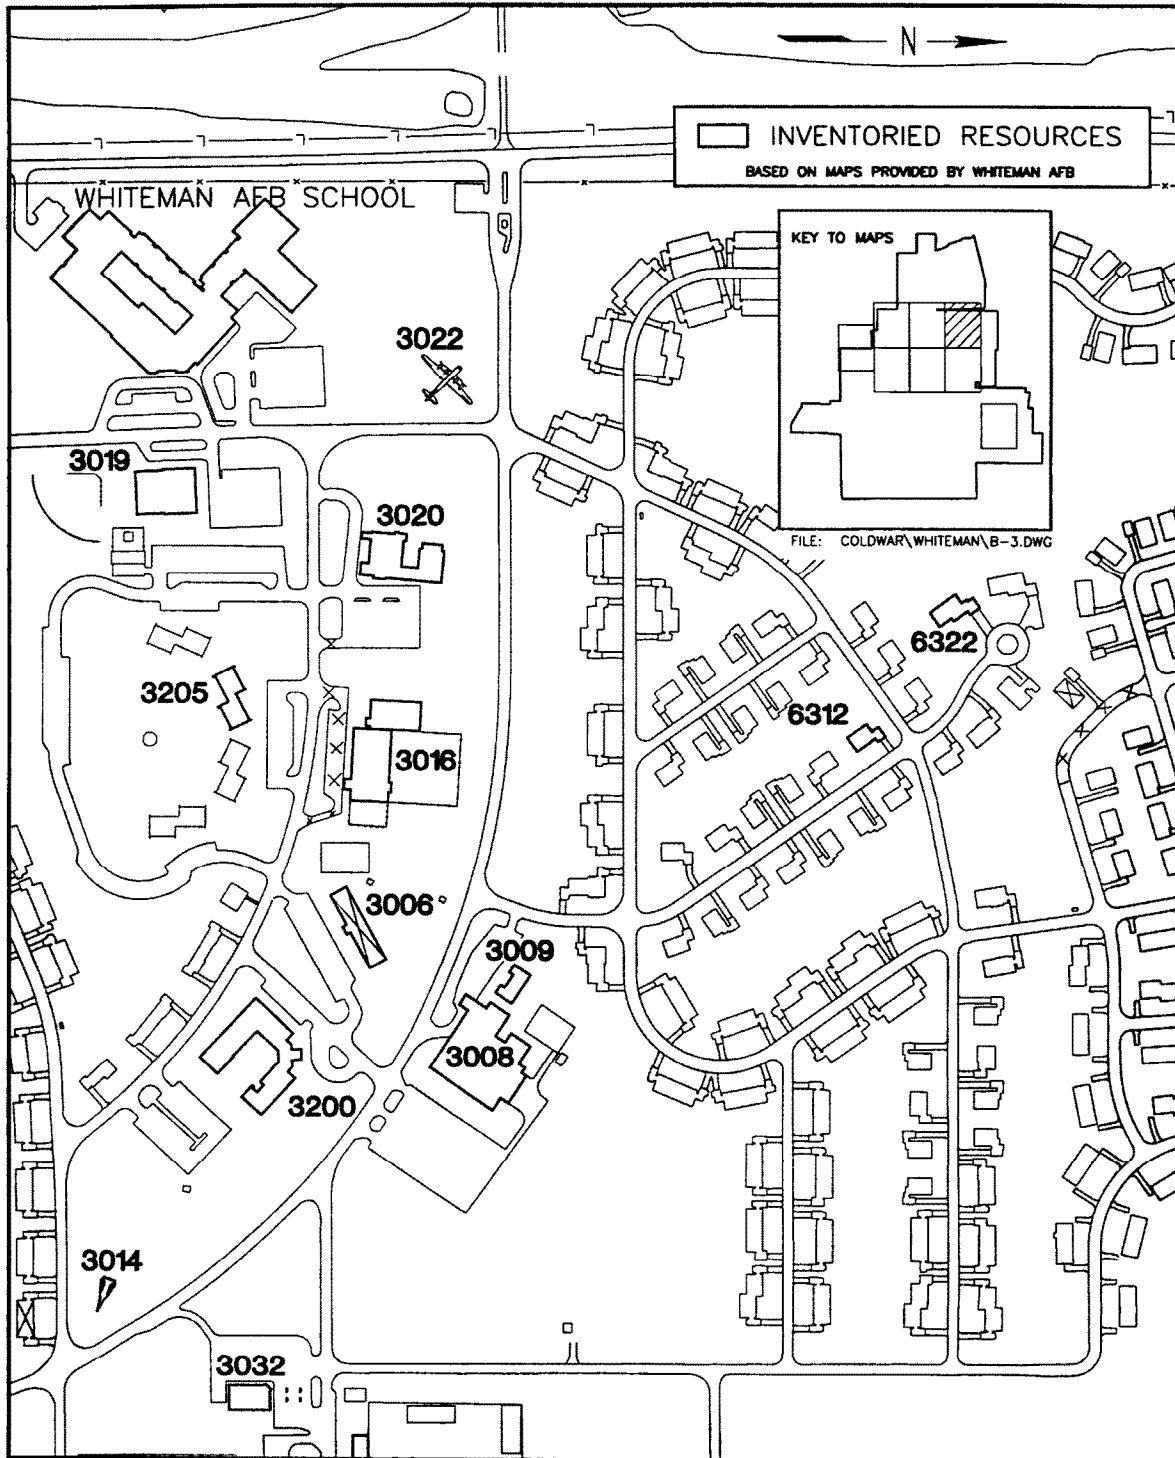 N
INVENTORIED RESOURCES
BASED ON MAPS PROVIDED BY WHITEMAN AFB
WHITEMAN AFB SCHOOL
KEY TO MAPS
3022
3019
3020
FILE: COLDWAR\WHITEMAN\B-3.DWG
6322
3205
6312
3016
3006
3009
3008
3200
3014
3032